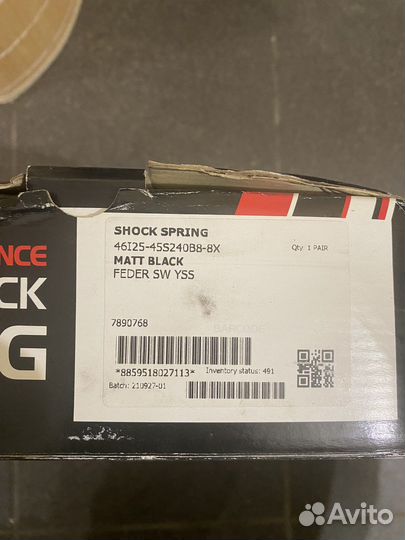 SHOCK SPRING
46I25-45S240B8-8X Qty 1 PAIR
MATT BLACK
FEDER SW YSS
7890768
BARCODE
*8859518027113* Inventory status: 491
Batch: 210927-01
NCE
CK
G
Avito